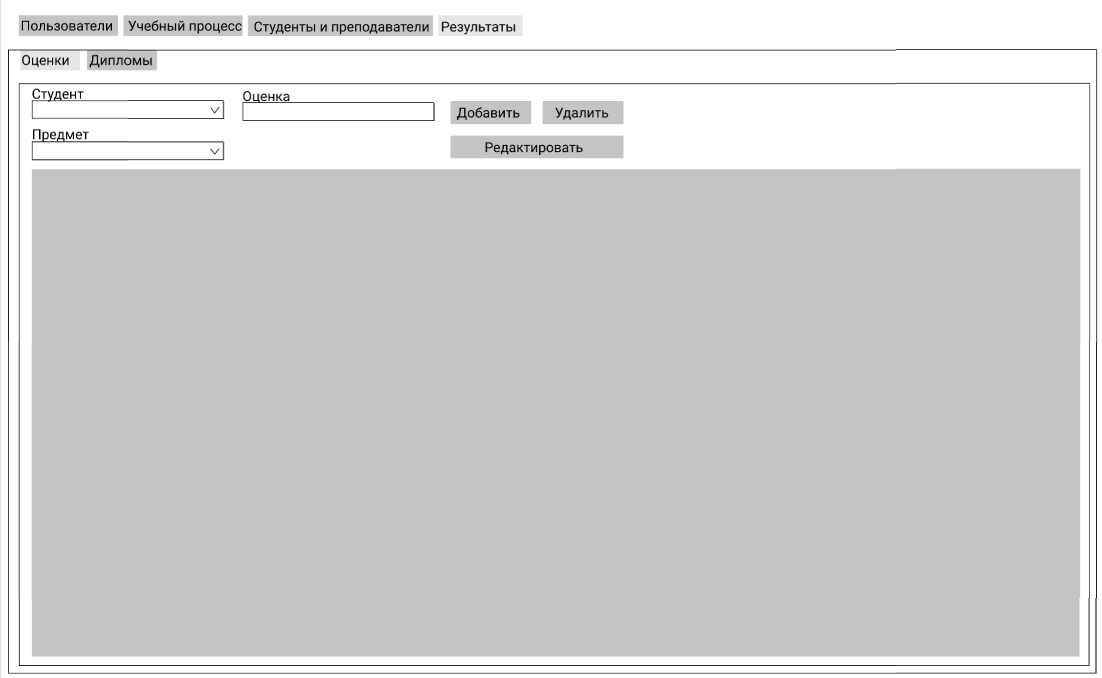 Пользователи Учебный процесс Студенты и преподаватели Результаты
Оценки Дипломы
Студент Оценка
Добавить Удалить
Предмет
Редактировать